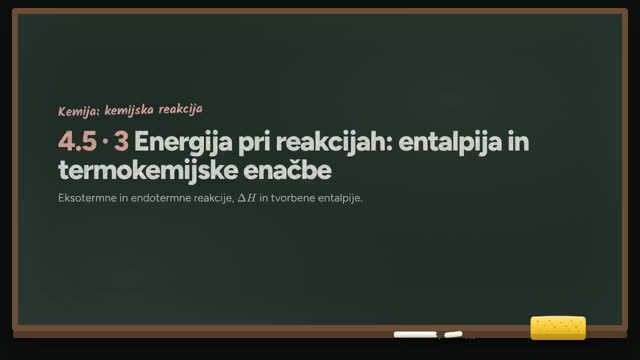 Kemija: kemijska reakcija
4.5 · 3 Energija pri reakcijah: entalpija in
termokemijske enačbe
Eksotermne in endotermne reakcije, ΔH in tvorbene entalpije.